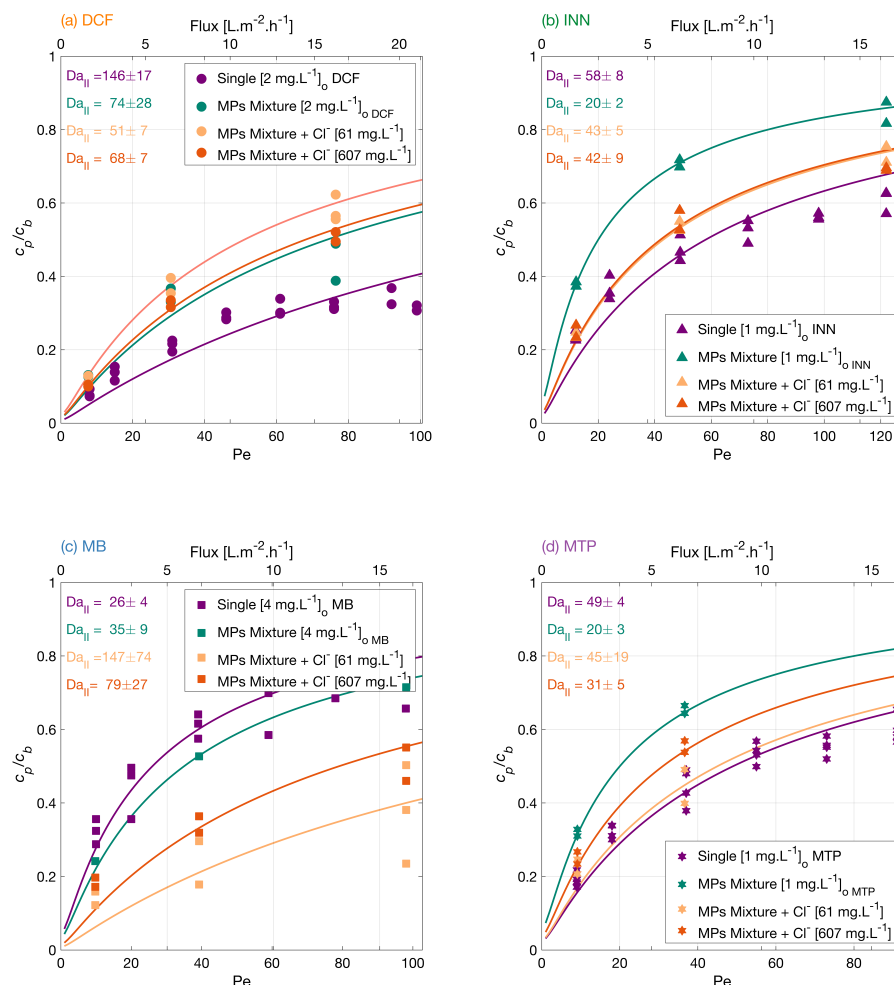 (a) DCF
Flux [L.m⁻².h⁻¹]
0 5 10 15 20
Da_II =146±17
Da_II = 74±28
Da_II = 51± 7
Da_II = 68± 7
Single [2 mg.L⁻¹]_o DCF
MPs Mixture [2 mg.L⁻¹]_o DCF
MPs Mixture + Cl⁻ [61 mg.L⁻¹]
MPs Mixture + Cl⁻ [607 mg.L⁻¹]
1
0.8
0.6
0.4
0.2
0
c_p/c_b
0 20 40 60 80 100
Pe
(b) INN
Flux [L.m⁻².h⁻¹]
0 5 10 15
Da_II = 58± 8
Da_II = 20± 2
Da_II = 43± 5
Da_II = 42± 9
1
0.8
0.6
0.4
0.2
0
c_p/c_b
Single [1 mg.L⁻¹]_o INN
MPs Mixture [1 mg.L⁻¹]_o INN
MPs Mixture + Cl⁻ [61 mg.L⁻¹]
MPs Mixture + Cl⁻ [607 mg.L⁻¹]
0 20 40 60 80 100 120
Pe
(c) MB
Flux [L.m⁻².h⁻¹]
0 5 10 15
Da_II = 26± 4
Da_II = 35± 9
Da_II =147±74
Da_II = 79±27
Single [4 mg.L⁻¹]_o MB
MPs Mixture [4 mg.L⁻¹]_o MB
MPs Mixture + Cl⁻ [61 mg.L⁻¹]
MPs Mixture + Cl⁻ [607 mg.L⁻¹]
1
0.8
0.6
0.4
0.2
0
c_p/c_b
0 20 40 60 80 100
Pe
(d) MTP
Flux [L.m⁻².h⁻¹]
0 5 10 15
Da_II = 49± 4
Da_II = 20± 3
Da_II = 45±19
Da_II = 31± 5
1
0.8
0.6
0.4
0.2
0
c_p/c_b
Single [1 mg.L⁻¹]_o MTP
MPs Mixture [1 mg.L⁻¹]_o MTP
MPs Mixture + Cl⁻ [61 mg.L⁻¹]
MPs Mixture + Cl⁻ [607 mg.L⁻¹]
0 20 40 60 80
Pe